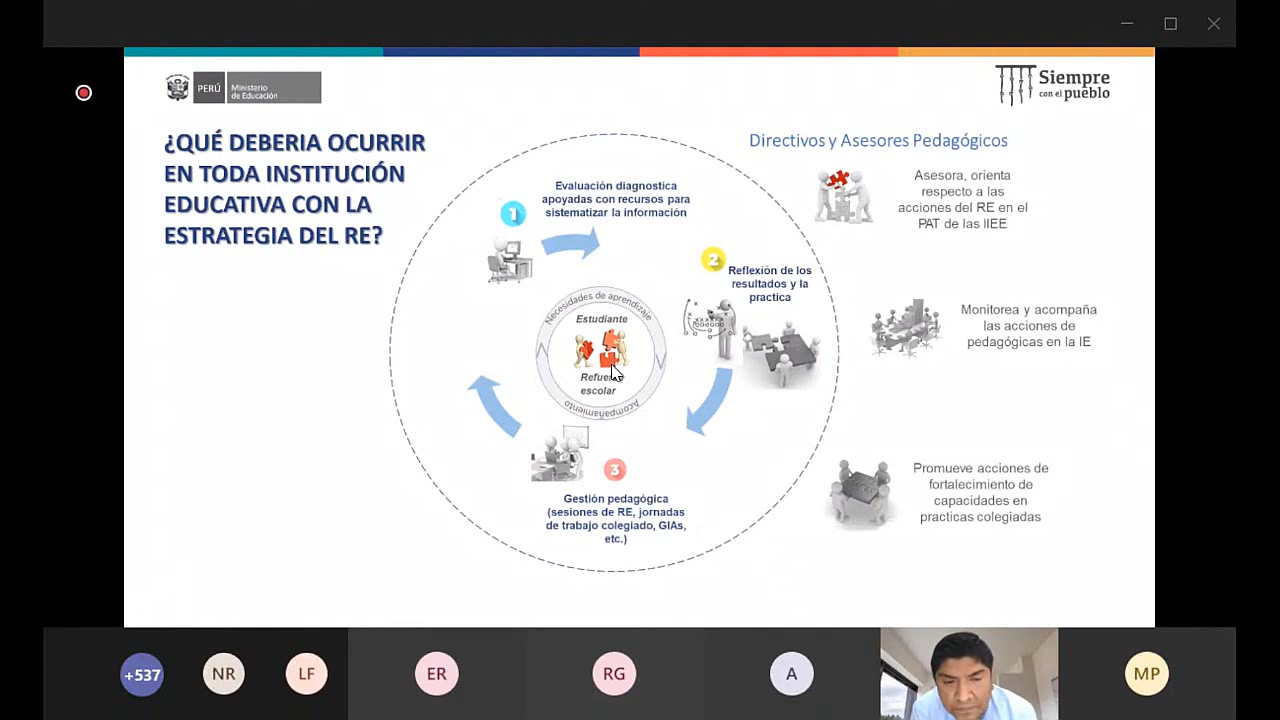 PERÚ
Ministerio
de Educación
Siempre
con el pueblo
¿QUÉ DEBERIA OCURRIR
EN TODA INSTITUCIÓN
EDUCATIVA CON LA
ESTRATEGIA DEL RE?
1
Evaluación diagnostica
apoyadas con recursos para
sistematizar la información
2
Reflexión de los
resultados y la
practica
Necesidades de aprendizaje
Estudiante
escolar
Acompañamiento
3
Gestión pedagógica
(sesiones de RE, jornadas
de trabajo colegiado, GIAs,
etc.)
Directivos y Asesores Pedagógicos
Asesora, orienta
respecto a las
acciones del RE en el
PAT de las IIEE
Monitorea y acompaña
las acciones de
pedagógicas en la IE
Promueve acciones de
fortalecimiento de
capacidades en
practicas colegiadas
+537
NR
LF
ER
RG
A
MP